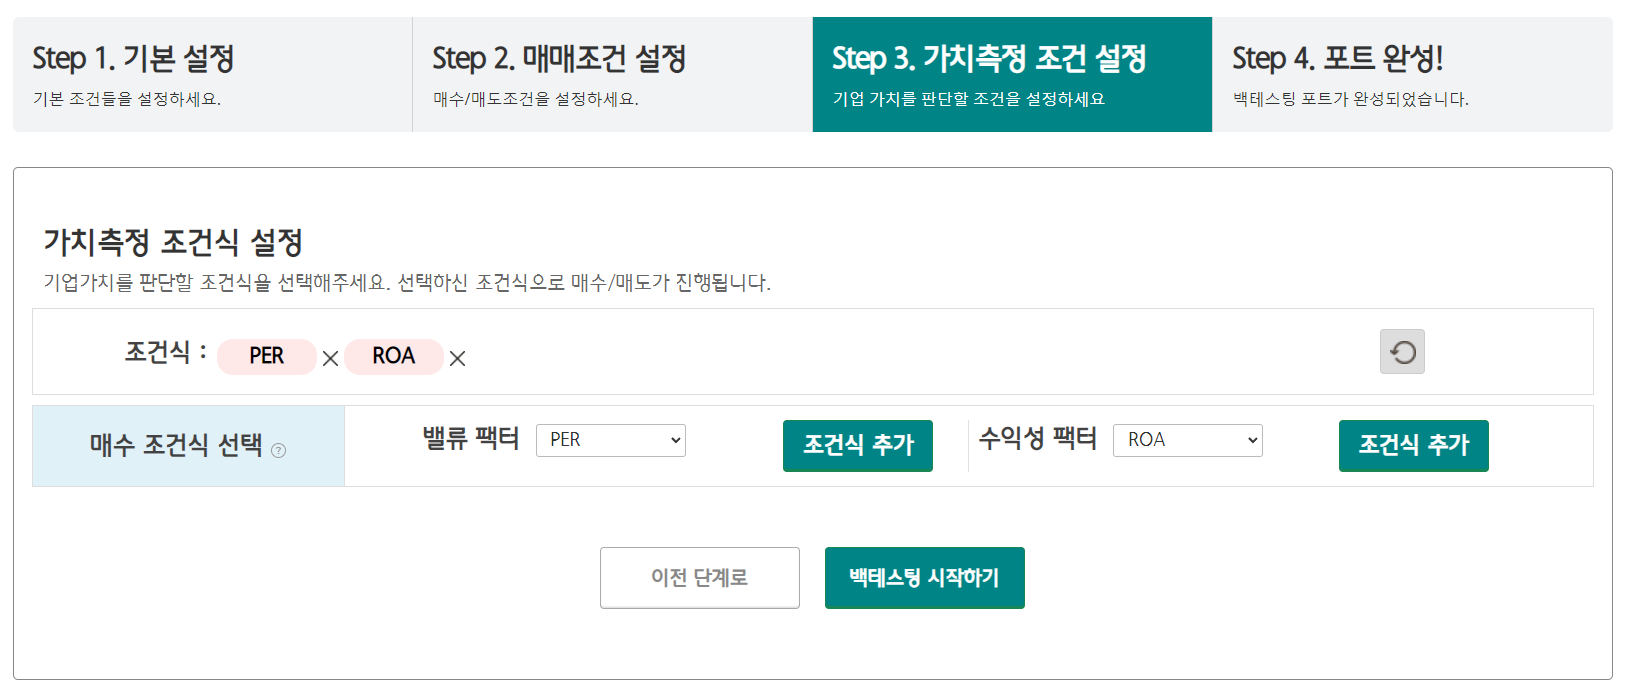 Step 1. 기본 설정
기본 조건들을 설정하세요.
Step 2. 매매조건 설정
매수/매도조건을 설정하세요.
Step 3. 가치측정 조건 설정
기업 가치를 판단할 조건을 설정하세요
Step 4. 포트 완성!
백테스팅 포트가 완성되었습니다.
가치측정 조건식 설정
기업가치를 판단할 조건식을 선택해주세요. 선택하신 조건식으로 매수/매도가 진행됩니다.
조건식 : PER × ROA ×
매수 조건식 선택 ? 밸류 팩터 PER 조건식 추가 수익성 팩터 ROA 조건식 추가
이전 단계로 백테스팅 시작하기